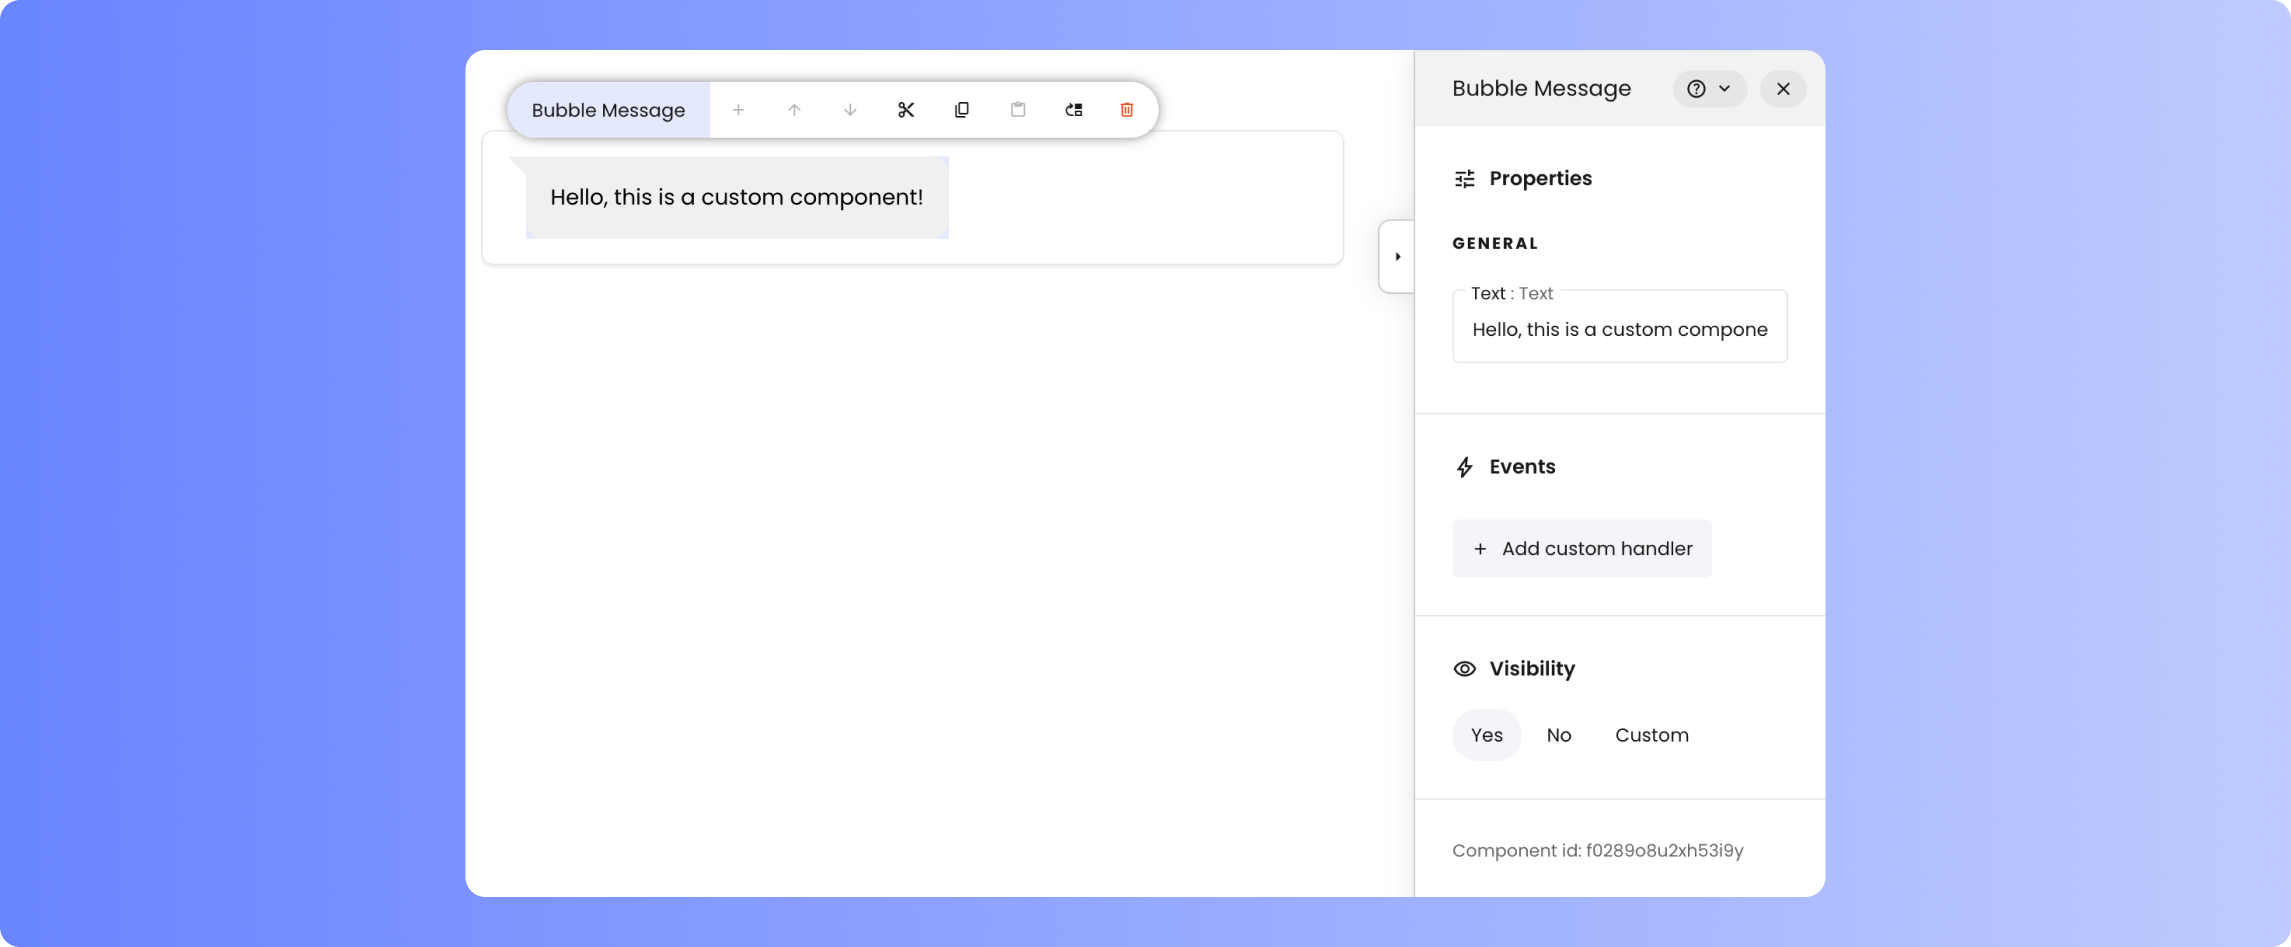 Bubble Message
Hello, this is a custom component!
Bubble Message
Properties
GENERAL
Text : Text
Hello, this is a custom compone
Events
+ Add custom handler
Visibility
Yes No Custom
Component id: f0289o8u2xh53i9y